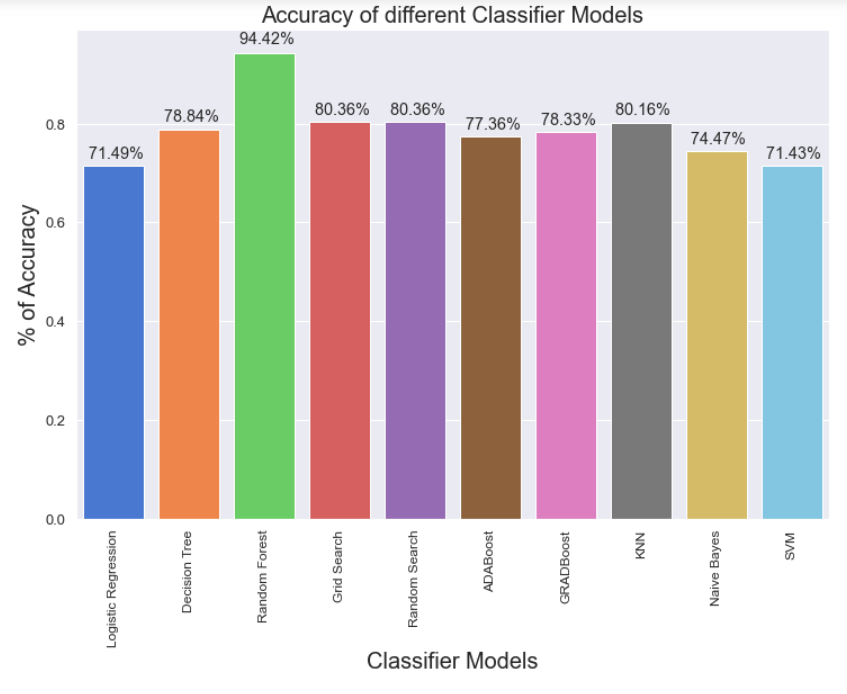 Accuracy of different Classifier Models
94.42%
80.36%
80.36%
80.16%
78.84%
78.33%
77.36%
74.47%
71.49%
71.43%
0.8
0.6
0.4
0.2
0.0
% of Accuracy
Logistic Regression
Decision Tree
Random Forest
Grid Search
Random Search
ADABoost
GRADBoost
KNN
Naive Bayes
SVM
Classifier Models